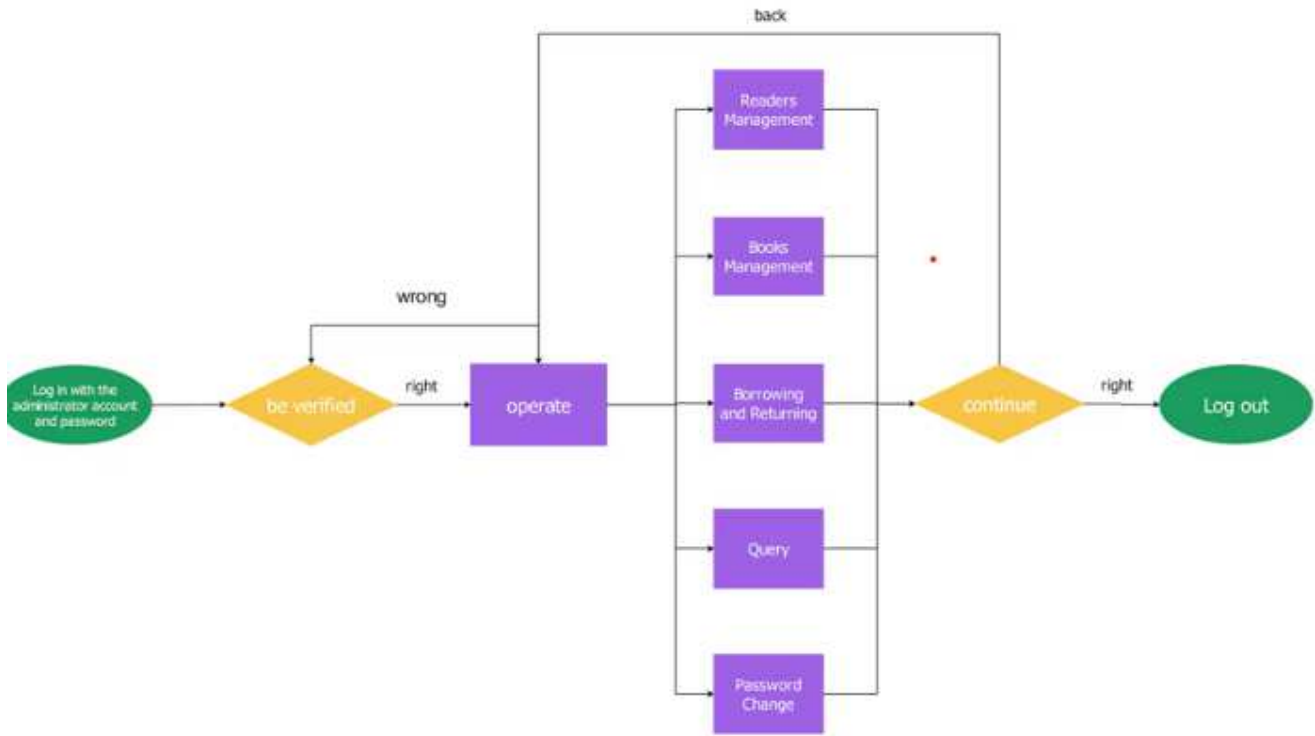 back
Readers
Management
Books
Management
wrong
Log in with the
administrator account
and password
be verified
right
operate
Borrowing
and Returning
continue
right
Log out
Query
Password
Change